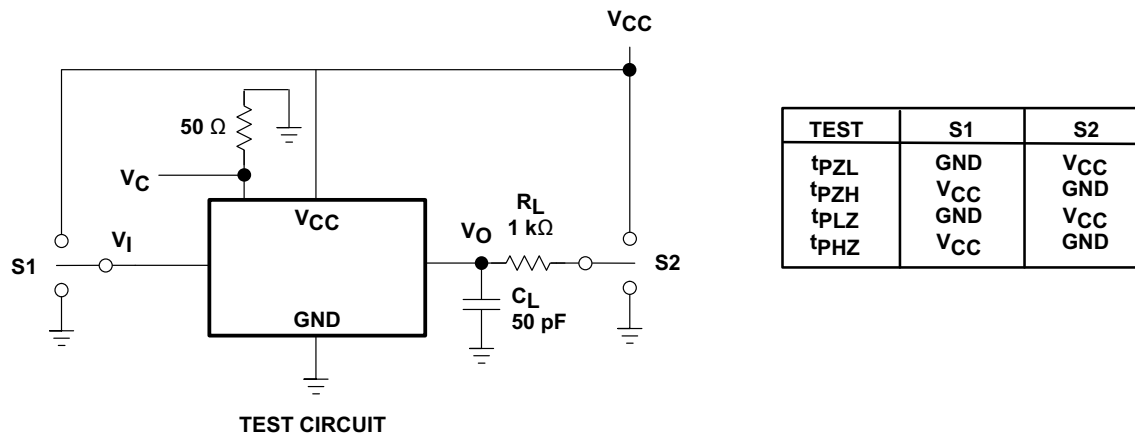 VCC
50 Ω
VC
VCC
RL
1 kΩ
VI
VO
S1
S2
CL
50 pF
GND
TEST CIRCUIT
TEST S1 S2
tPZL GND VCC
tPZH VCC GND
tPLZ GND VCC
tPHZ VCC GND